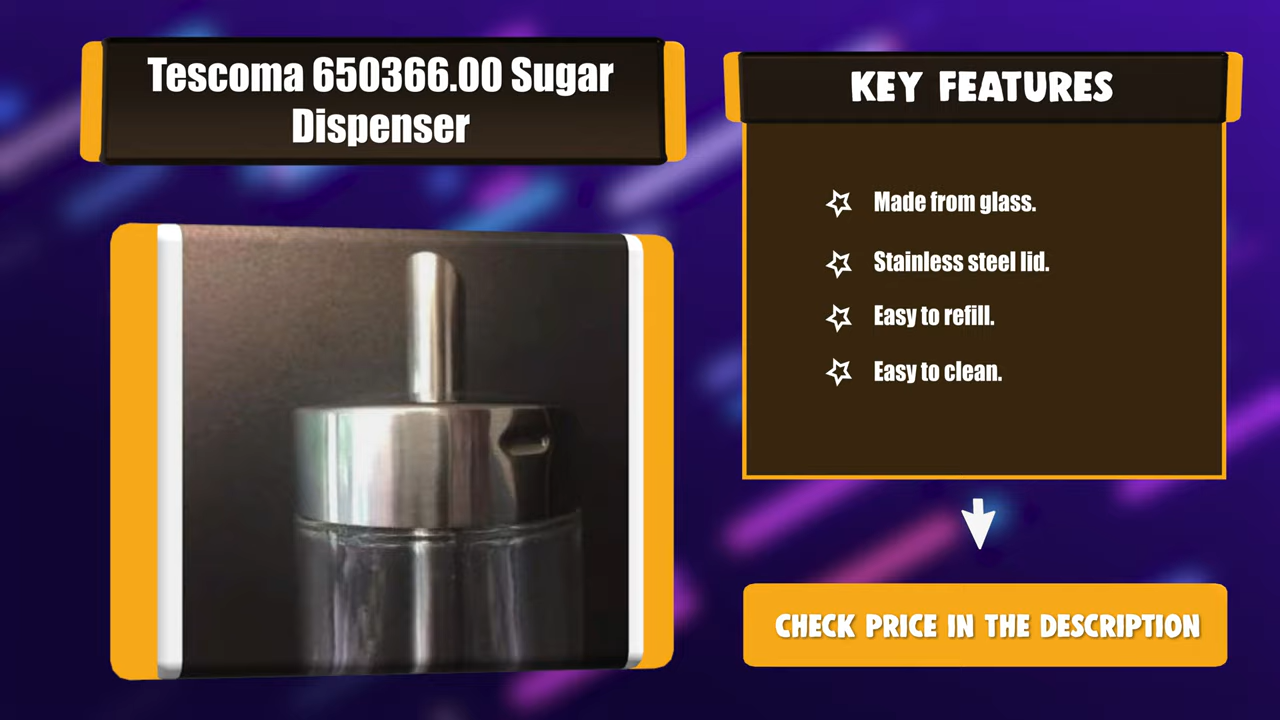 Tescoma 650366.00 Sugar
Dispenser
KEY FEATURES
Made from glass.
Stainless steel lid.
Easy to refill.
Easy to clean.
CHECK PRICE IN THE DESCRIPTION